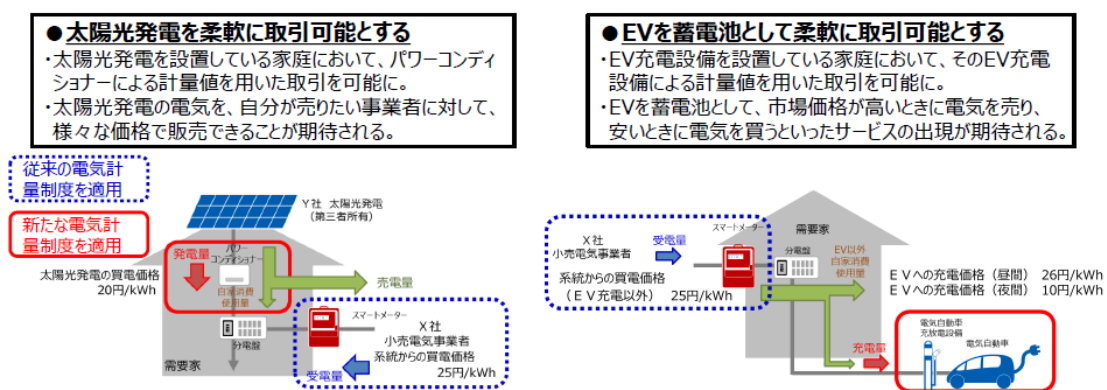 ●太陽光発電を柔軟に取引可能とする
・太陽光発電を設置している家庭において、パワーコンディ
ショナーによる計量値を用いた取引を可能に。
・太陽光発電の電気を、自分が売りたい事業者に対して、
様々な価格で販売できることが期待される。
●EVを蓄電池として柔軟に取引可能とする
・EV充電設備を設置している家庭において、そのEV充電
設備による計量値を用いた取引を可能に。
・EVを蓄電池として、市場価格が高いときに電気を売り、
安いときに電気を買うといったサービスの出現が期待される。
従来の電気計
量制度を適用
新たな電気計
量制度を適用
Y社 太陽光発電
(第三者所有)
発電量
パワー
コンディショナー
自家消費
使用量
太陽光発電の買電価格
20円/kWh
売電量
分電盤
スマートメーター
X社
小売電気事業者
系統からの買電価格
25円/kWh
受電量
需要家
X社
小売電気事業者
受電量
系統からの買電価格
(EV充電以外) 25円/kWh
スマートメーター
需要家
分電盤
EV以外
自家消費
使用量
EVへの充電価格(昼間) 26円/kWh
EVへの充電価格(夜間) 10円/kWh
充電量
電気自動車
充放電設備
電気自動車